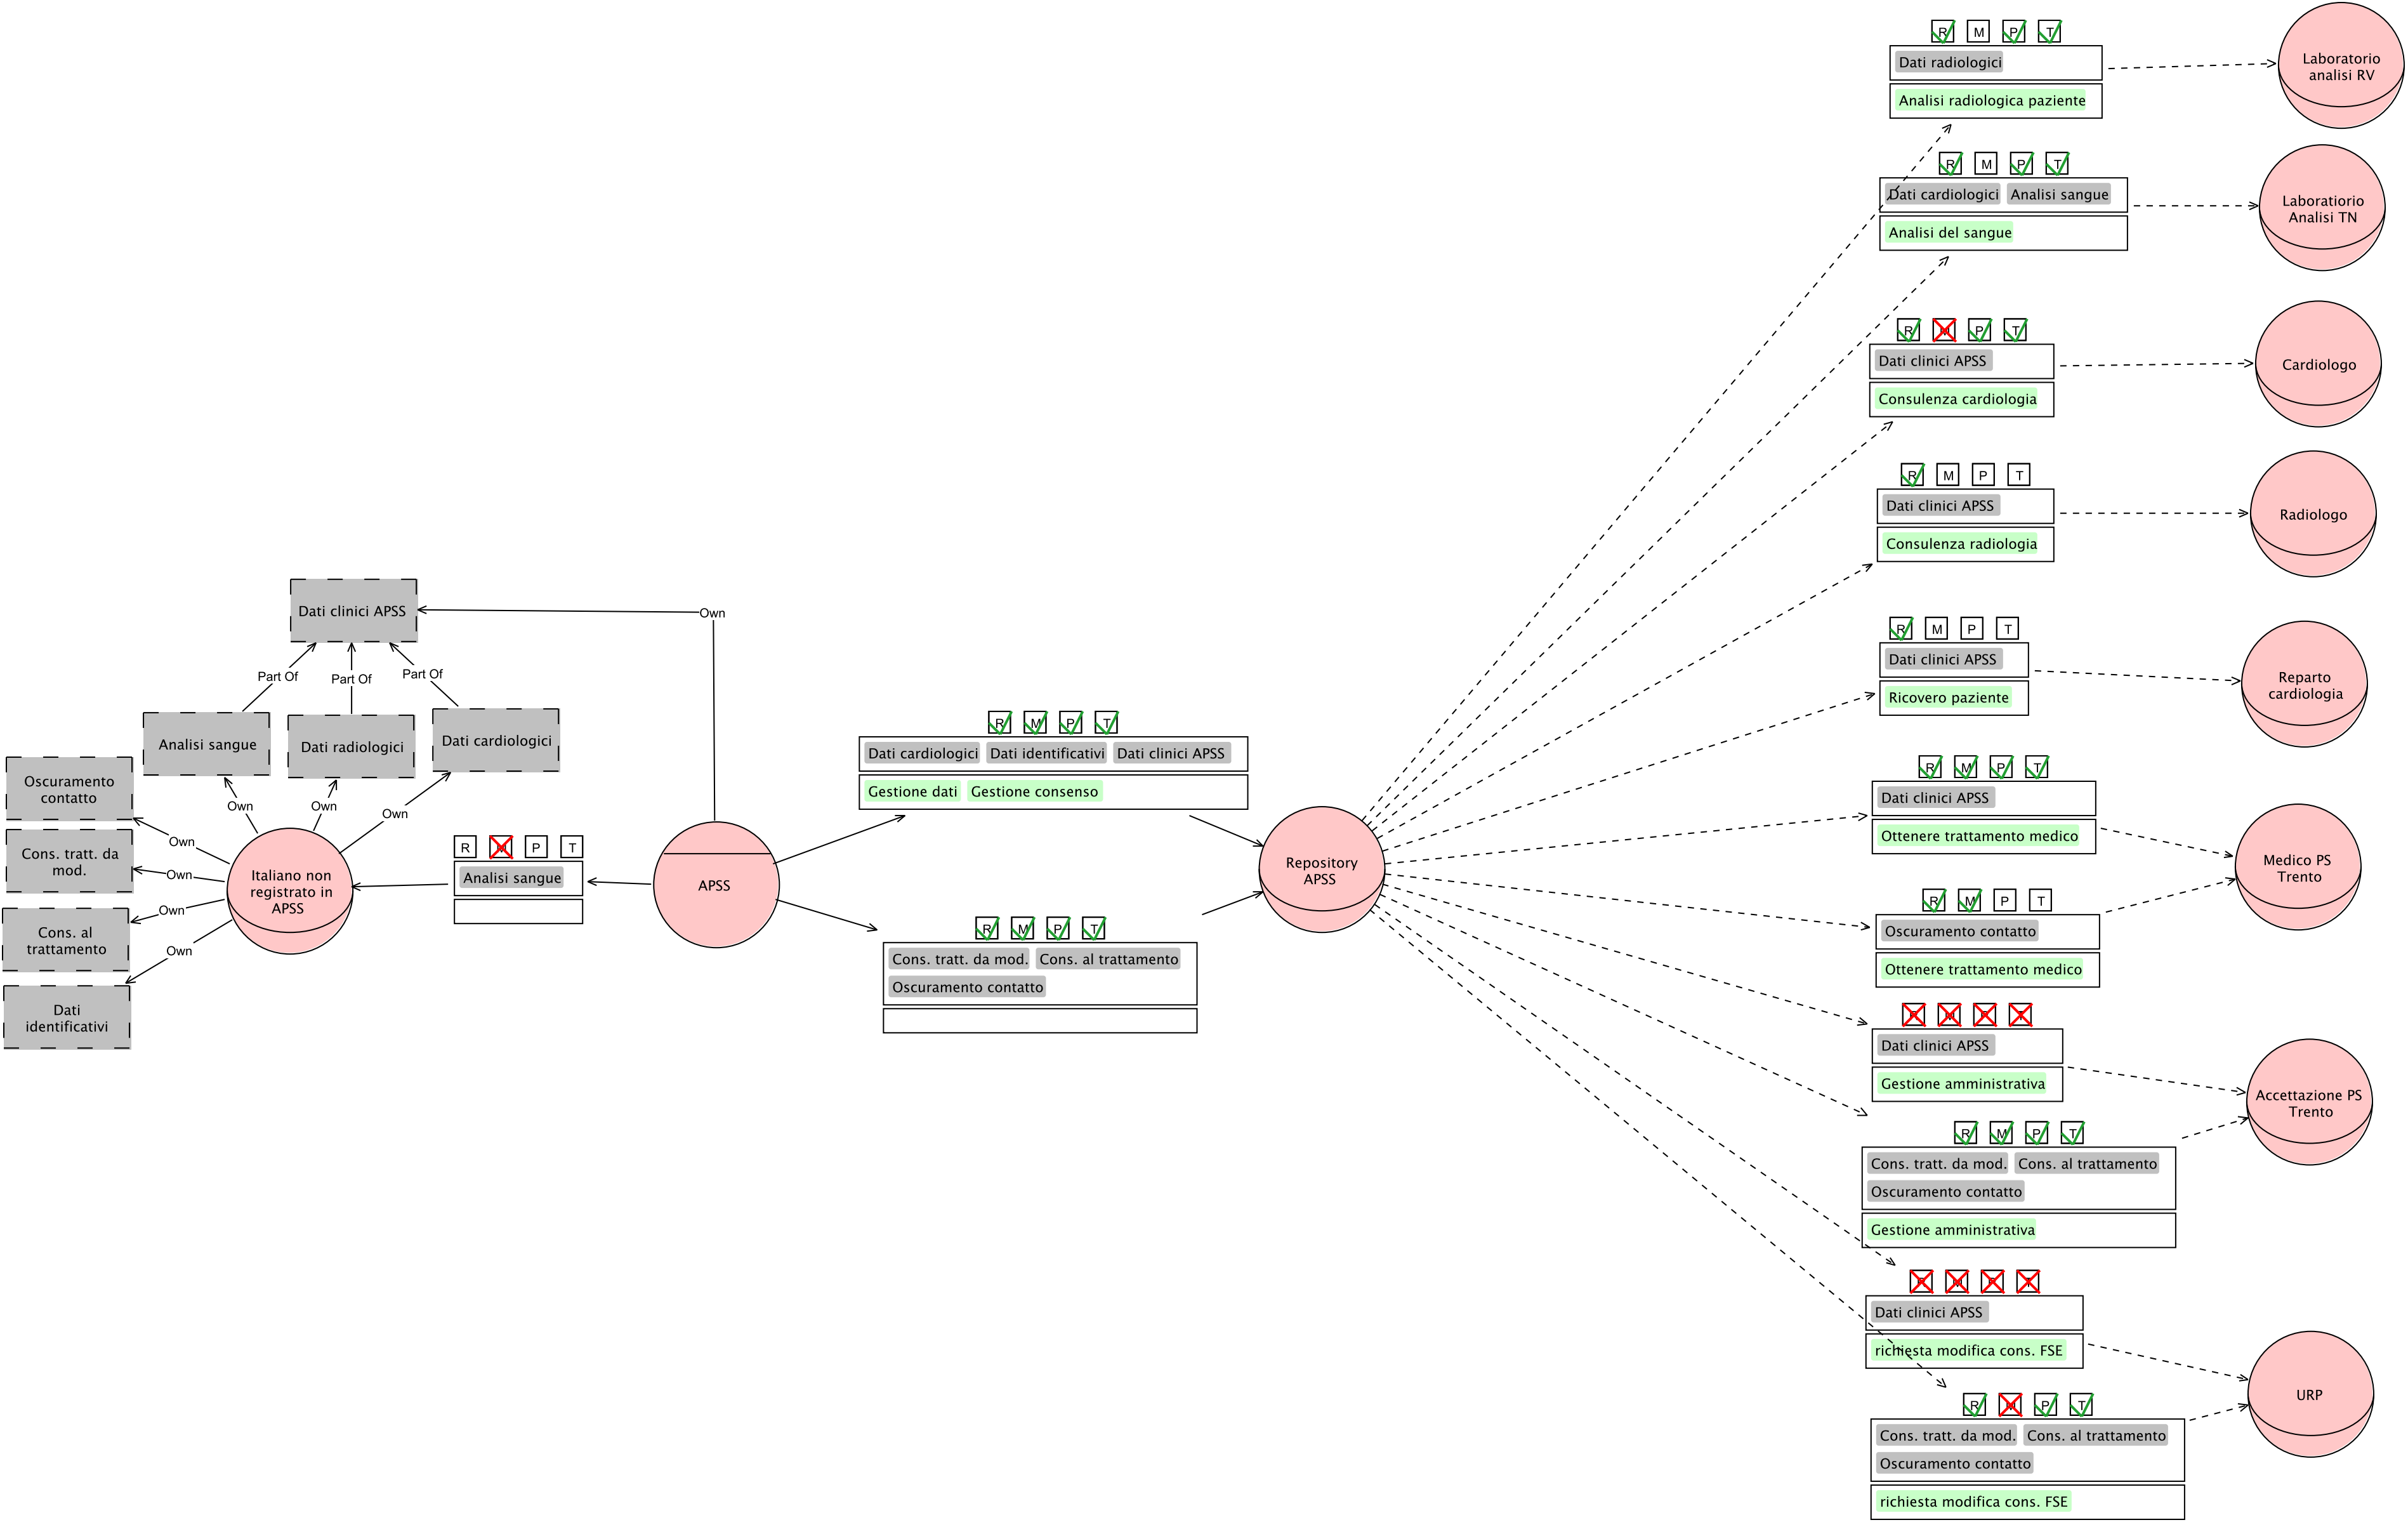 R M P T
Dati radiologici
Analisi radiologica paziente
Laboratorio
analisi RV
R M P T
Dati cardiologici Analisi sangue
Analisi del sangue
Laboratiorio
Analisi TN
R M P T
Dati clinici APSS
Consulenza cardiologia
Cardiologo
R M P T
Dati clinici APSS
Consulenza radiologia
Radiologo
R M P T
Dati clinici APSS
Ricovero paziente
Reparto
cardiologia
Dati clinici APSS
Own
Part Of
Part Of
Part Of
Analisi sangue
Dati radiologici
Dati cardiologici
Oscuramento
contatto
Cons. tratt. da
mod.
Cons. al
trattamento
Dati
identificativi
Own
Own
Own
Own
Own
Own
Own
Italiano non
registrato in
APSS
R M P T
Analisi sangue
APSS
R M P T
Dati cardiologici Dati identificativi Dati clinici APSS
Gestione dati Gestione consenso
R M P T
Cons. tratt. da mod. Cons. al trattamento
Oscuramento contatto
Repository
APSS
R M P T
Dati clinici APSS
Ottenere trattamento medico
R M P T
Oscuramento contatto
Ottenere trattamento medico
Medico PS
Trento
R M P T
Dati clinici APSS
Gestione amministrativa
R M P T
Cons. tratt. da mod. Cons. al trattamento
Oscuramento contatto
Gestione amministrativa
Accettazione PS
Trento
R M P T
Dati clinici APSS
richiesta modifica cons. FSE
R M P T
Cons. tratt. da mod. Cons. al trattamento
Oscuramento contatto
richiesta modifica cons. FSE
URP